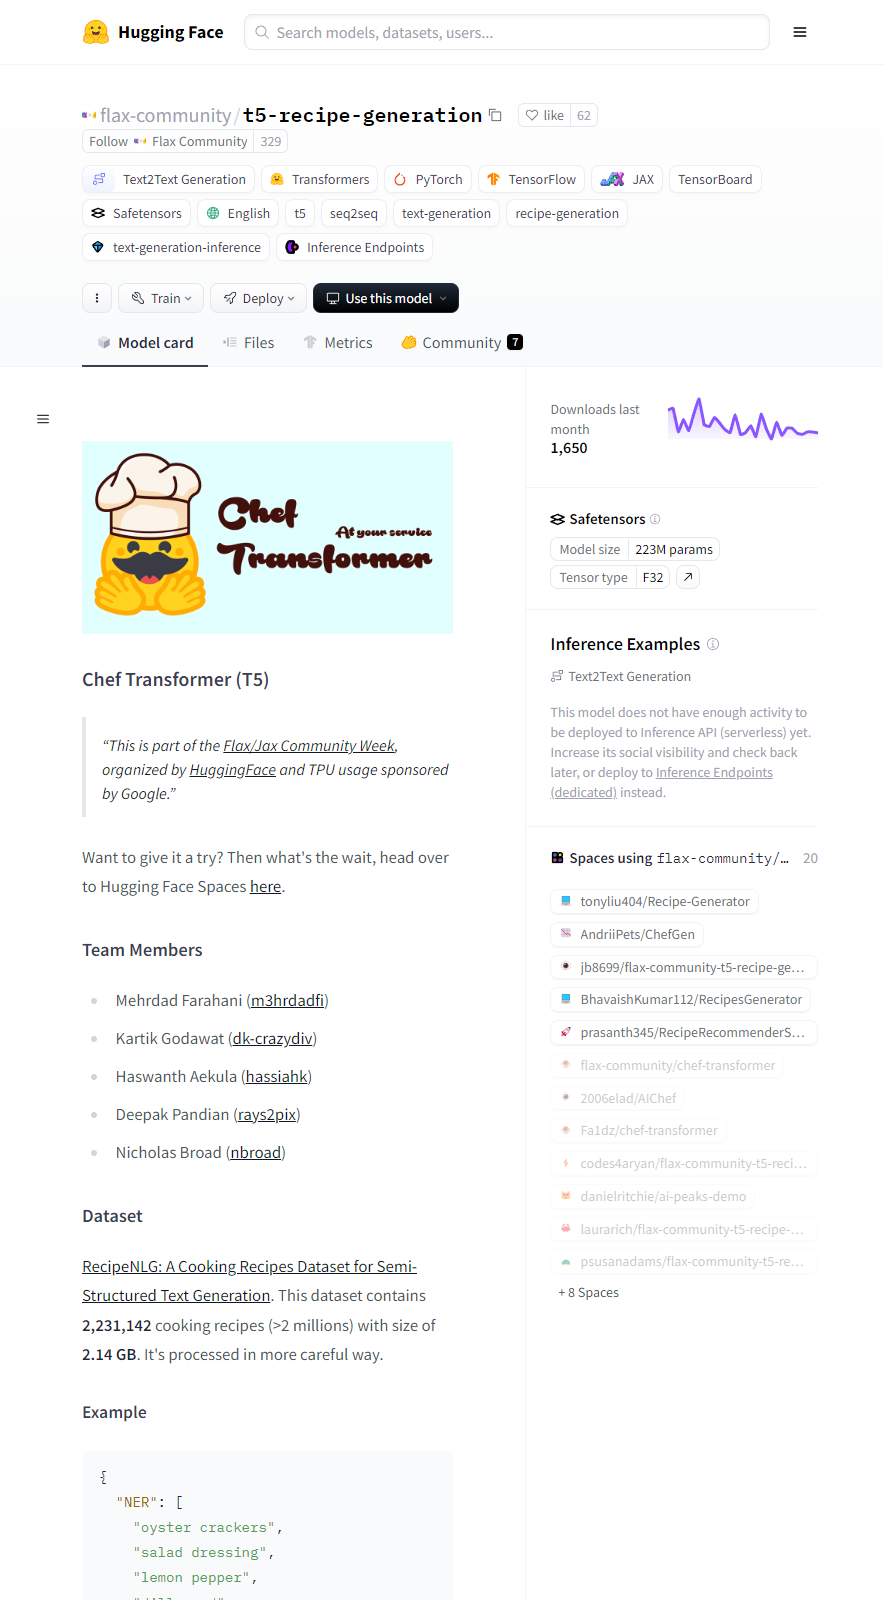 Hugging Face
Search models, datasets, users...
flax-community/t5-recipe-generation
like 62
Follow Flax Community 329
Text2Text Generation Transformers PyTorch TensorFlow JAX TensorBoard
Safetensors English t5 seq2seq text-generation recipe-generation
text-generation-inference Inference Endpoints
Train Deploy Use this model
Model card Files Metrics Community 7
Chef
At your service
Transformer
Chef Transformer (T5)
“This is part of the Flax/Jax Community Week,
organized by HuggingFace and TPU usage sponsored
by Google.”
Want to give it a try? Then what's the wait, head over
to Hugging Face Spaces here.
Team Members
Mehrdad Farahani (m3hrdadfi)
Kartik Godawat (dk-crazydiv)
Haswanth Aekula (hassiahk)
Deepak Pandian (rays2pix)
Nicholas Broad (nbroad)
Dataset
RecipeNLG: A Cooking Recipes Dataset for Semi-
Structured Text Generation. This dataset contains
2,231,142 cooking recipes (>2 millions) with size of
2.14 GB. It's processed in more careful way.
Example
{
"NER": [
"oyster crackers",
"salad dressing",
"lemon pepper",
Downloads last
month
1,650
Safetensors
Model size 223M params
Tensor type F32
Inference Examples
Text2Text Generation
This model does not have enough activity to
be deployed to Inference API (serverless) yet.
Increase its social visibility and check back
later, or deploy to Inference Endpoints
(dedicated) instead.
Spaces using flax-community/… 20
tonyliu404/Recipe-Generator
AndriiPets/ChefGen
jb8699/flax-community-t5-recipe-ge…
BhavaishKumar112/RecipesGenerator
prasanth345/RecipeRecommenderS…
flax-community/chef-transformer
2006elad/AIChef
Fa1dz/chef-transformer
codes4aryan/flax-community-t5-reci…
danielritchie/ai-peaks-demo
laurarich/flax-community-t5-recipe-…
psusanadams/flax-community-t5-re…
+ 8 Spaces